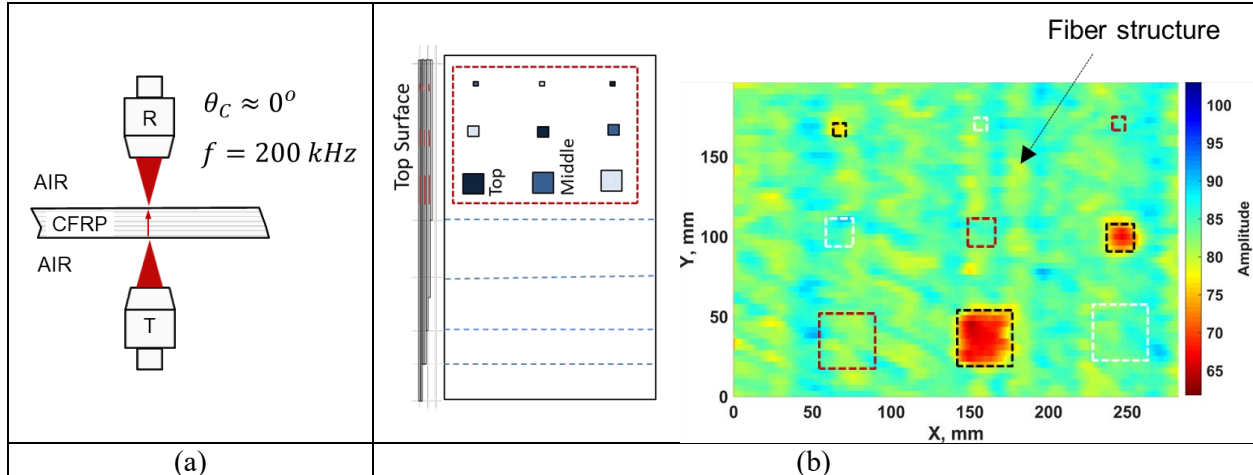 R
θ_C ≈ 0°
f = 200 kHz
AIR
CFRP
AIR
T
(a)
Top Surface
Top
Middle
Fiber structure
Y, mm
150
100
50
0
0 50 100 150 200 250
X, mm
100
95
90
85
80
75
70
65
Amplitude
(b)